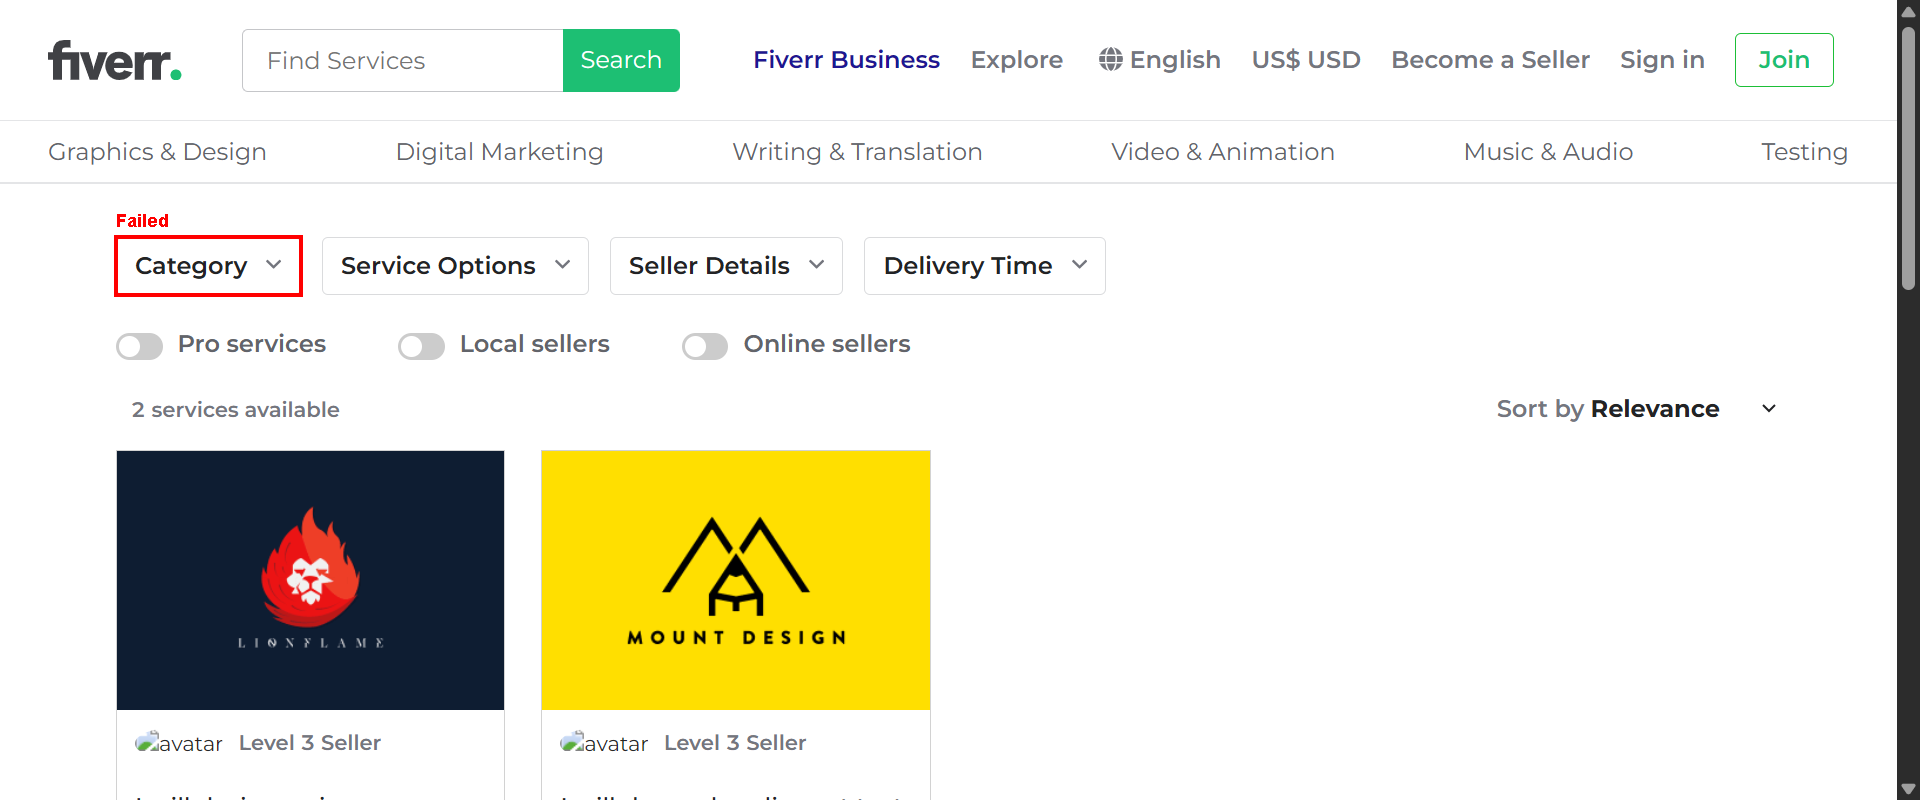 fiverr.
Find Services
Search
Fiverr Business
Explore
English
US$ USD
Become a Seller
Sign in
Join
Graphics & Design
Digital Marketing
Writing & Translation
Video & Animation
Music & Audio
Testing
Failed
Category
Service Options
Seller Details
Delivery Time
Pro services
Local sellers
Online sellers
2 services available
Sort by Relevance
LIONFLAME
MOUNT DESIGN
avatar Level 3 Seller
avatar Level 3 Seller